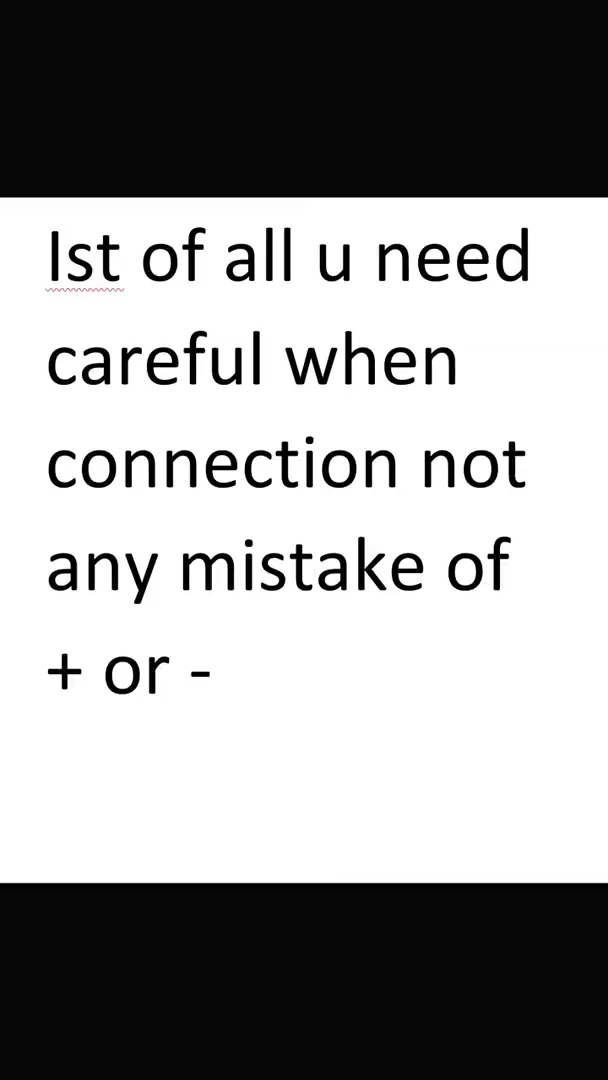 Ist of all u need
careful when
connection not
any mistake of
+ or -